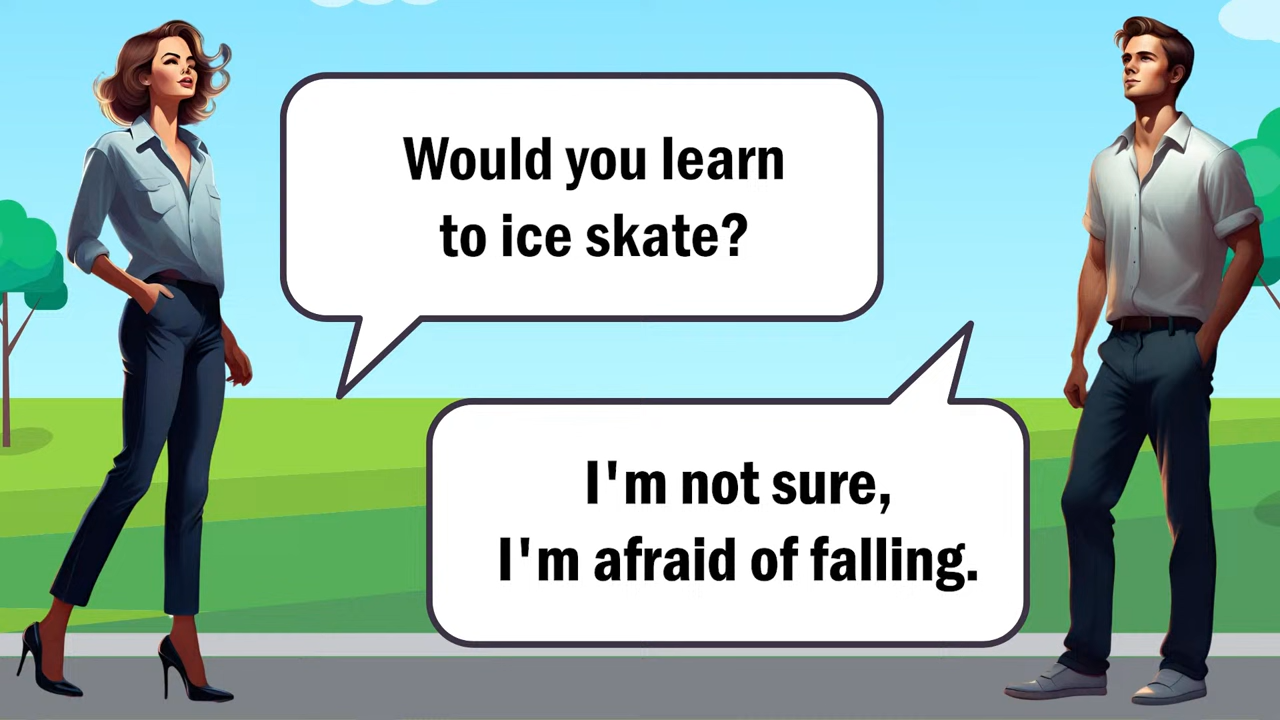 Would you learn
to ice skate?
I'm not sure,
I'm afraid of falling.